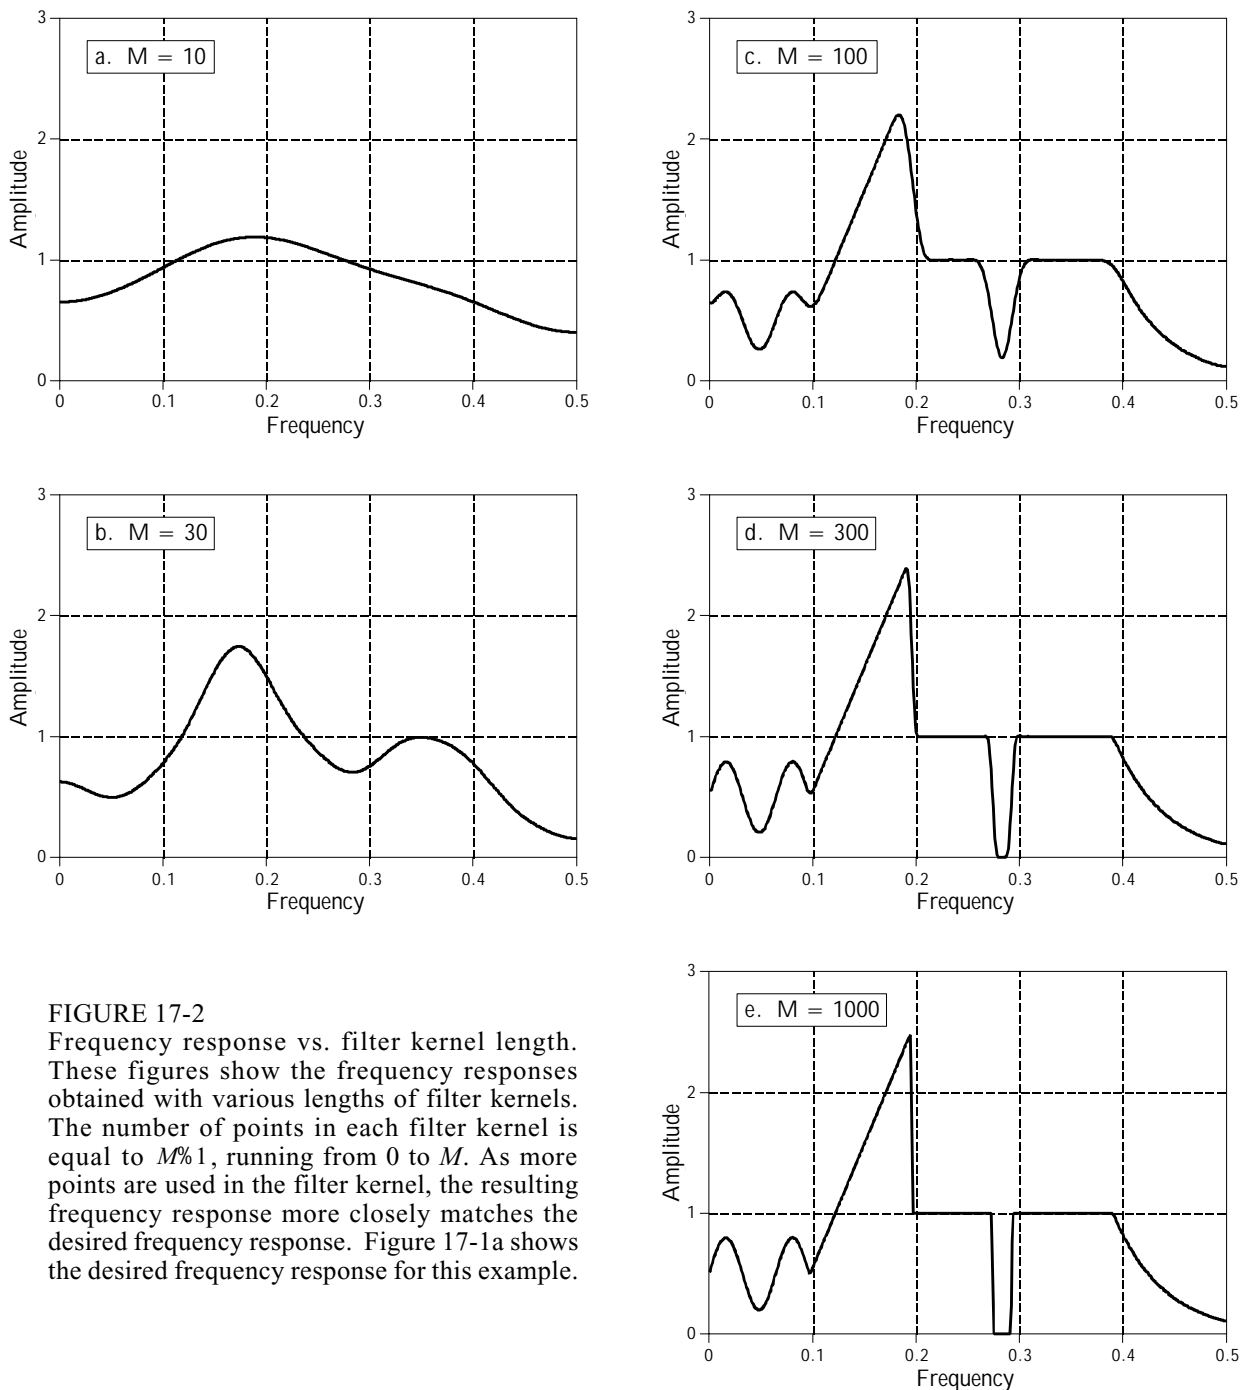 a. M = 10
3
2
1
0
Amplitude
0 0.1 0.2 0.3 0.4 0.5
Frequency
b. M = 30
3
2
1
0
Amplitude
0 0.1 0.2 0.3 0.4 0.5
Frequency
c. M = 100
3
2
1
0
Amplitude
0 0.1 0.2 0.3 0.4 0.5
Frequency
d. M = 300
3
2
1
0
Amplitude
0 0.1 0.2 0.3 0.4 0.5
Frequency
e. M = 1000
3
2
1
0
Amplitude
0 0.1 0.2 0.3 0.4 0.5
Frequency
FIGURE 17-2
Frequency response vs. filter kernel length.
These figures show the frequency responses
obtained with various lengths of filter kernels.
The number of points in each filter kernel is
equal to M%1, running from 0 to M. As more
points are used in the filter kernel, the resulting
frequency response more closely matches the
desired frequency response. Figure 17-1a shows
the desired frequency response for this example.